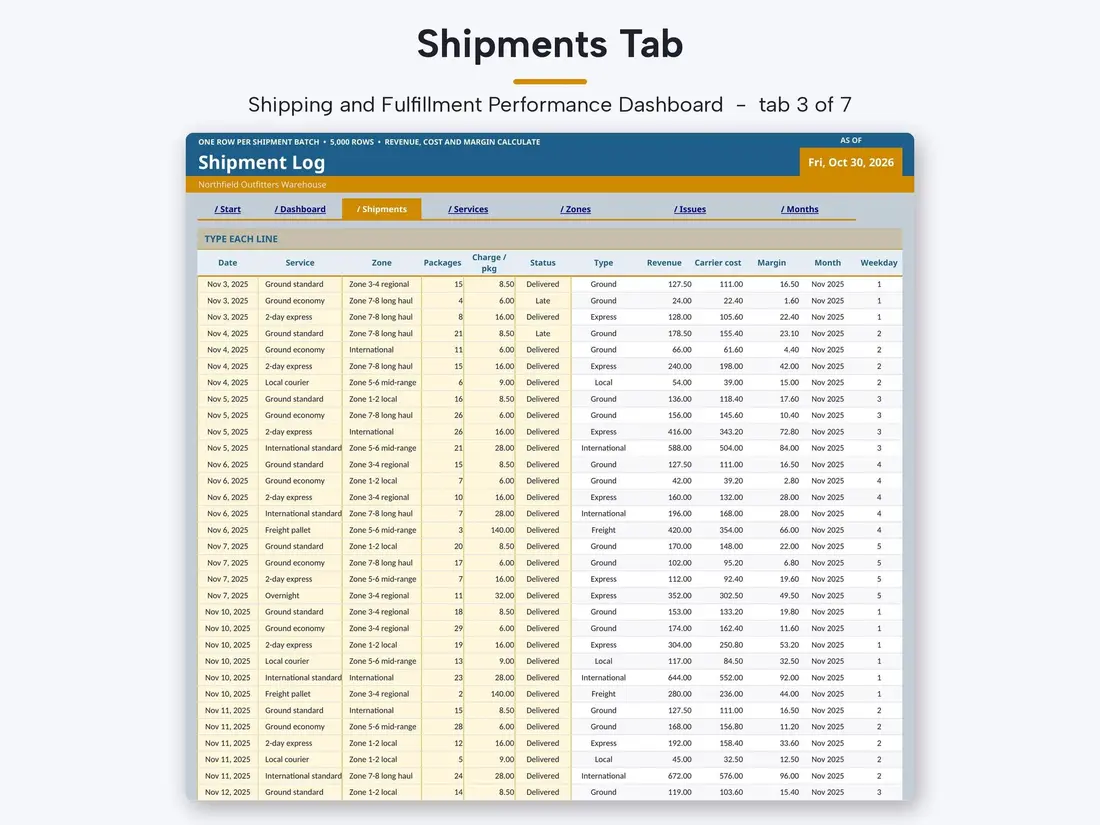 Shipments Tab
Shipping and Fulfillment Performance Dashboard – tab 3 of 7
ONE ROW PER SHIPMENT BATCH • 5,000 ROWS • REVENUE, COST AND MARGIN CALCULATE
AS OF
Shipment Log
Fri, Oct 30, 2026
Northfield Outfitters Warehouse
/ Start / Dashboard / Shipments / Services / Zones / Issues / Months
TYPE EACH LINE
Date Service Zone Packages Charge / pkg Status Type Revenue Carrier cost Margin Month Weekday
Nov 3, 2025 Ground standard Zone 3-4 regional 15 8.50 Delivered Ground 127.50 111.00 16.50 Nov 2025 1
Nov 3, 2025 Ground economy Zone 7-8 long haul 4 6.00 Late Ground 24.00 22.40 1.60 Nov 2025 1
Nov 3, 2025 2-day express Zone 7-8 long haul 8 16.00 Delivered Express 128.00 105.60 22.40 Nov 2025 1
Nov 4, 2025 Ground standard Zone 7-8 long haul 21 8.50 Late Ground 178.50 155.40 23.10 Nov 2025 2
Nov 4, 2025 Ground economy International 11 6.00 Delivered Ground 66.00 61.60 4.40 Nov 2025 2
Nov 4, 2025 2-day express Zone 7-8 long haul 15 16.00 Delivered Express 240.00 198.00 42.00 Nov 2025 2
Nov 4, 2025 Local courier Zone 5-6 mid-range 6 9.00 Delivered Local 54.00 39.00 15.00 Nov 2025 2
Nov 5, 2025 Ground standard Zone 1-2 local 16 8.50 Delivered Ground 136.00 118.40 17.60 Nov 2025 3
Nov 5, 2025 Ground economy Zone 7-8 long haul 26 6.00 Delivered Ground 156.00 145.60 10.40 Nov 2025 3
Nov 5, 2025 2-day express International 26 16.00 Delivered Express 416.00 343.20 72.80 Nov 2025 3
Nov 5, 2025 International standard Zone 5-6 mid-range 21 28.00 Delivered International 588.00 504.00 84.00 Nov 2025 3
Nov 6, 2025 Ground standard Zone 3-4 regional 15 8.50 Delivered Ground 127.50 111.00 16.50 Nov 2025 4
Nov 6, 2025 Ground economy Zone 1-2 local 7 6.00 Delivered Ground 42.00 39.20 2.80 Nov 2025 4
Nov 6, 2025 2-day express Zone 3-4 regional 10 16.00 Delivered Express 160.00 132.00 28.00 Nov 2025 4
Nov 6, 2025 International standard Zone 7-8 long haul 7 28.00 Delivered International 196.00 168.00 28.00 Nov 2025 4
Nov 6, 2025 Freight pallet Zone 5-6 mid-range 3 140.00 Delivered Freight 420.00 354.00 66.00 Nov 2025 4
Nov 7, 2025 Ground standard Zone 1-2 local 20 8.50 Delivered Ground 170.00 148.00 22.00 Nov 2025 5
Nov 7, 2025 Ground economy Zone 7-8 long haul 17 6.00 Delivered Ground 102.00 95.20 6.80 Nov 2025 5
Nov 7, 2025 2-day express Zone 5-6 mid-range 7 16.00 Delivered Express 112.00 92.40 19.60 Nov 2025 5
Nov 7, 2025 Overnight Zone 3-4 regional 11 32.00 Delivered Express 352.00 302.50 49.50 Nov 2025 5
Nov 10, 2025 Ground standard Zone 3-4 regional 18 8.50 Delivered Ground 153.00 133.20 19.80 Nov 2025 1
Nov 10, 2025 Ground economy Zone 3-4 regional 29 6.00 Delivered Ground 174.00 162.40 11.60 Nov 2025 1
Nov 10, 2025 2-day express Zone 1-2 local 19 16.00 Delivered Express 304.00 250.80 53.20 Nov 2025 1
Nov 10, 2025 Local courier Zone 5-6 mid-range 13 9.00 Delivered Local 117.00 84.50 32.50 Nov 2025 1
Nov 10, 2025 International standard International 23 28.00 Delivered International 644.00 552.00 92.00 Nov 2025 1
Nov 10, 2025 Freight pallet Zone 3-4 regional 2 140.00 Delivered Freight 280.00 236.00 44.00 Nov 2025 1
Nov 11, 2025 Ground standard International 15 8.50 Delivered Ground 127.50 111.00 16.50 Nov 2025 2
Nov 11, 2025 Ground economy Zone 5-6 mid-range 28 6.00 Delivered Ground 168.00 156.80 11.20 Nov 2025 2
Nov 11, 2025 2-day express Zone 1-2 local 12 16.00 Delivered Express 192.00 158.40 33.60 Nov 2025 2
Nov 11, 2025 Local courier Zone 1-2 local 5 9.00 Delivered Local 45.00 32.50 12.50 Nov 2025 2
Nov 11, 2025 International standard Zone 7-8 long haul 24 28.00 Delivered International 672.00 576.00 96.00 Nov 2025 2
Nov 12, 2025 Ground standard Zone 1-2 local 14 8.50 Delivered Ground 119.00 103.60 15.40 Nov 2025 3